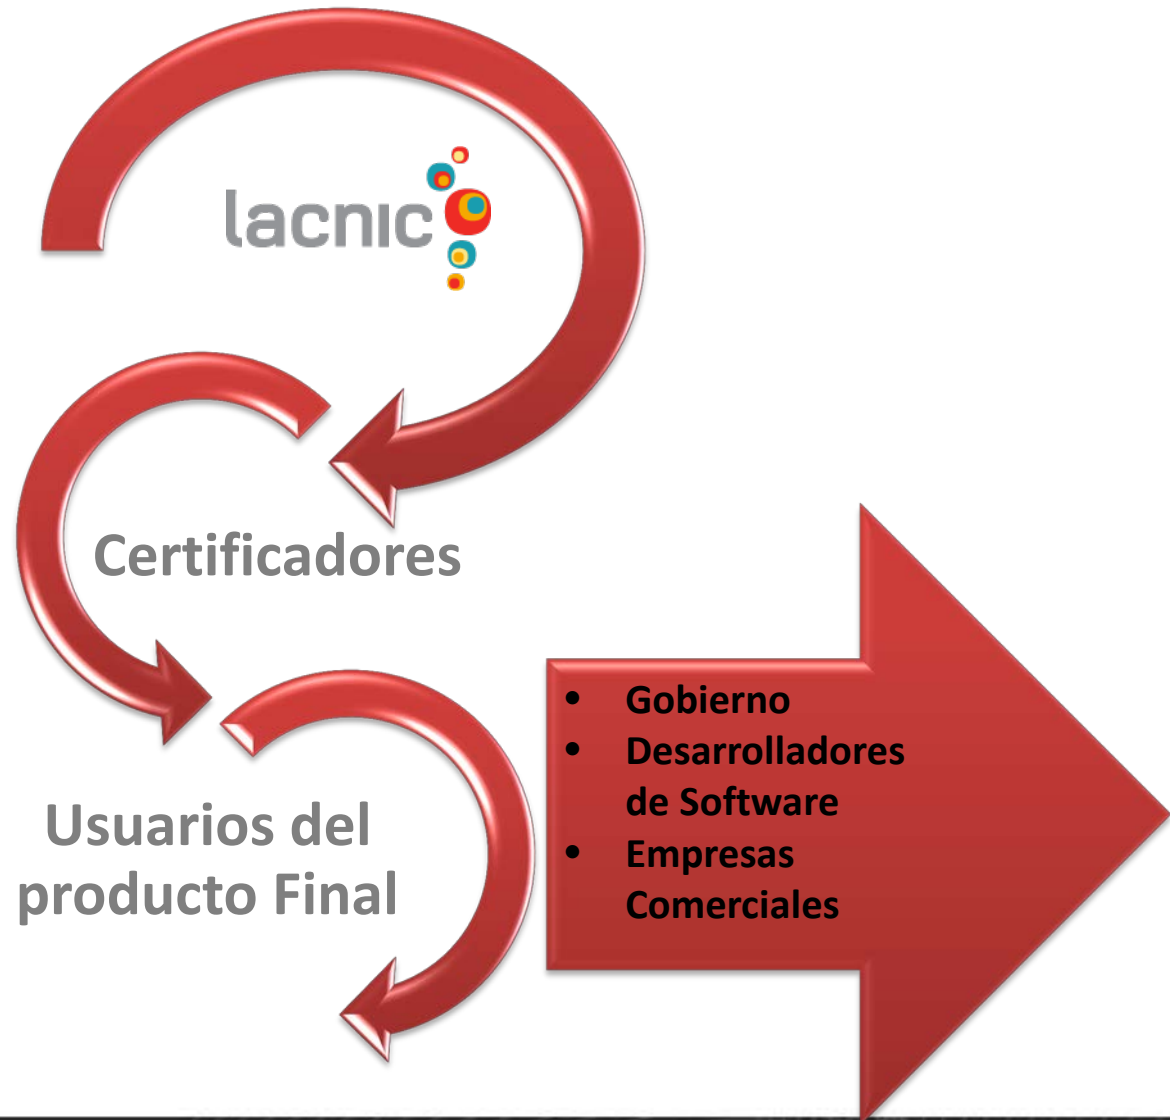 lacnic
Certificadores
Usuarios del
producto Final
• Gobierno
• Desarrolladores
de Software
• Empresas
Comerciales